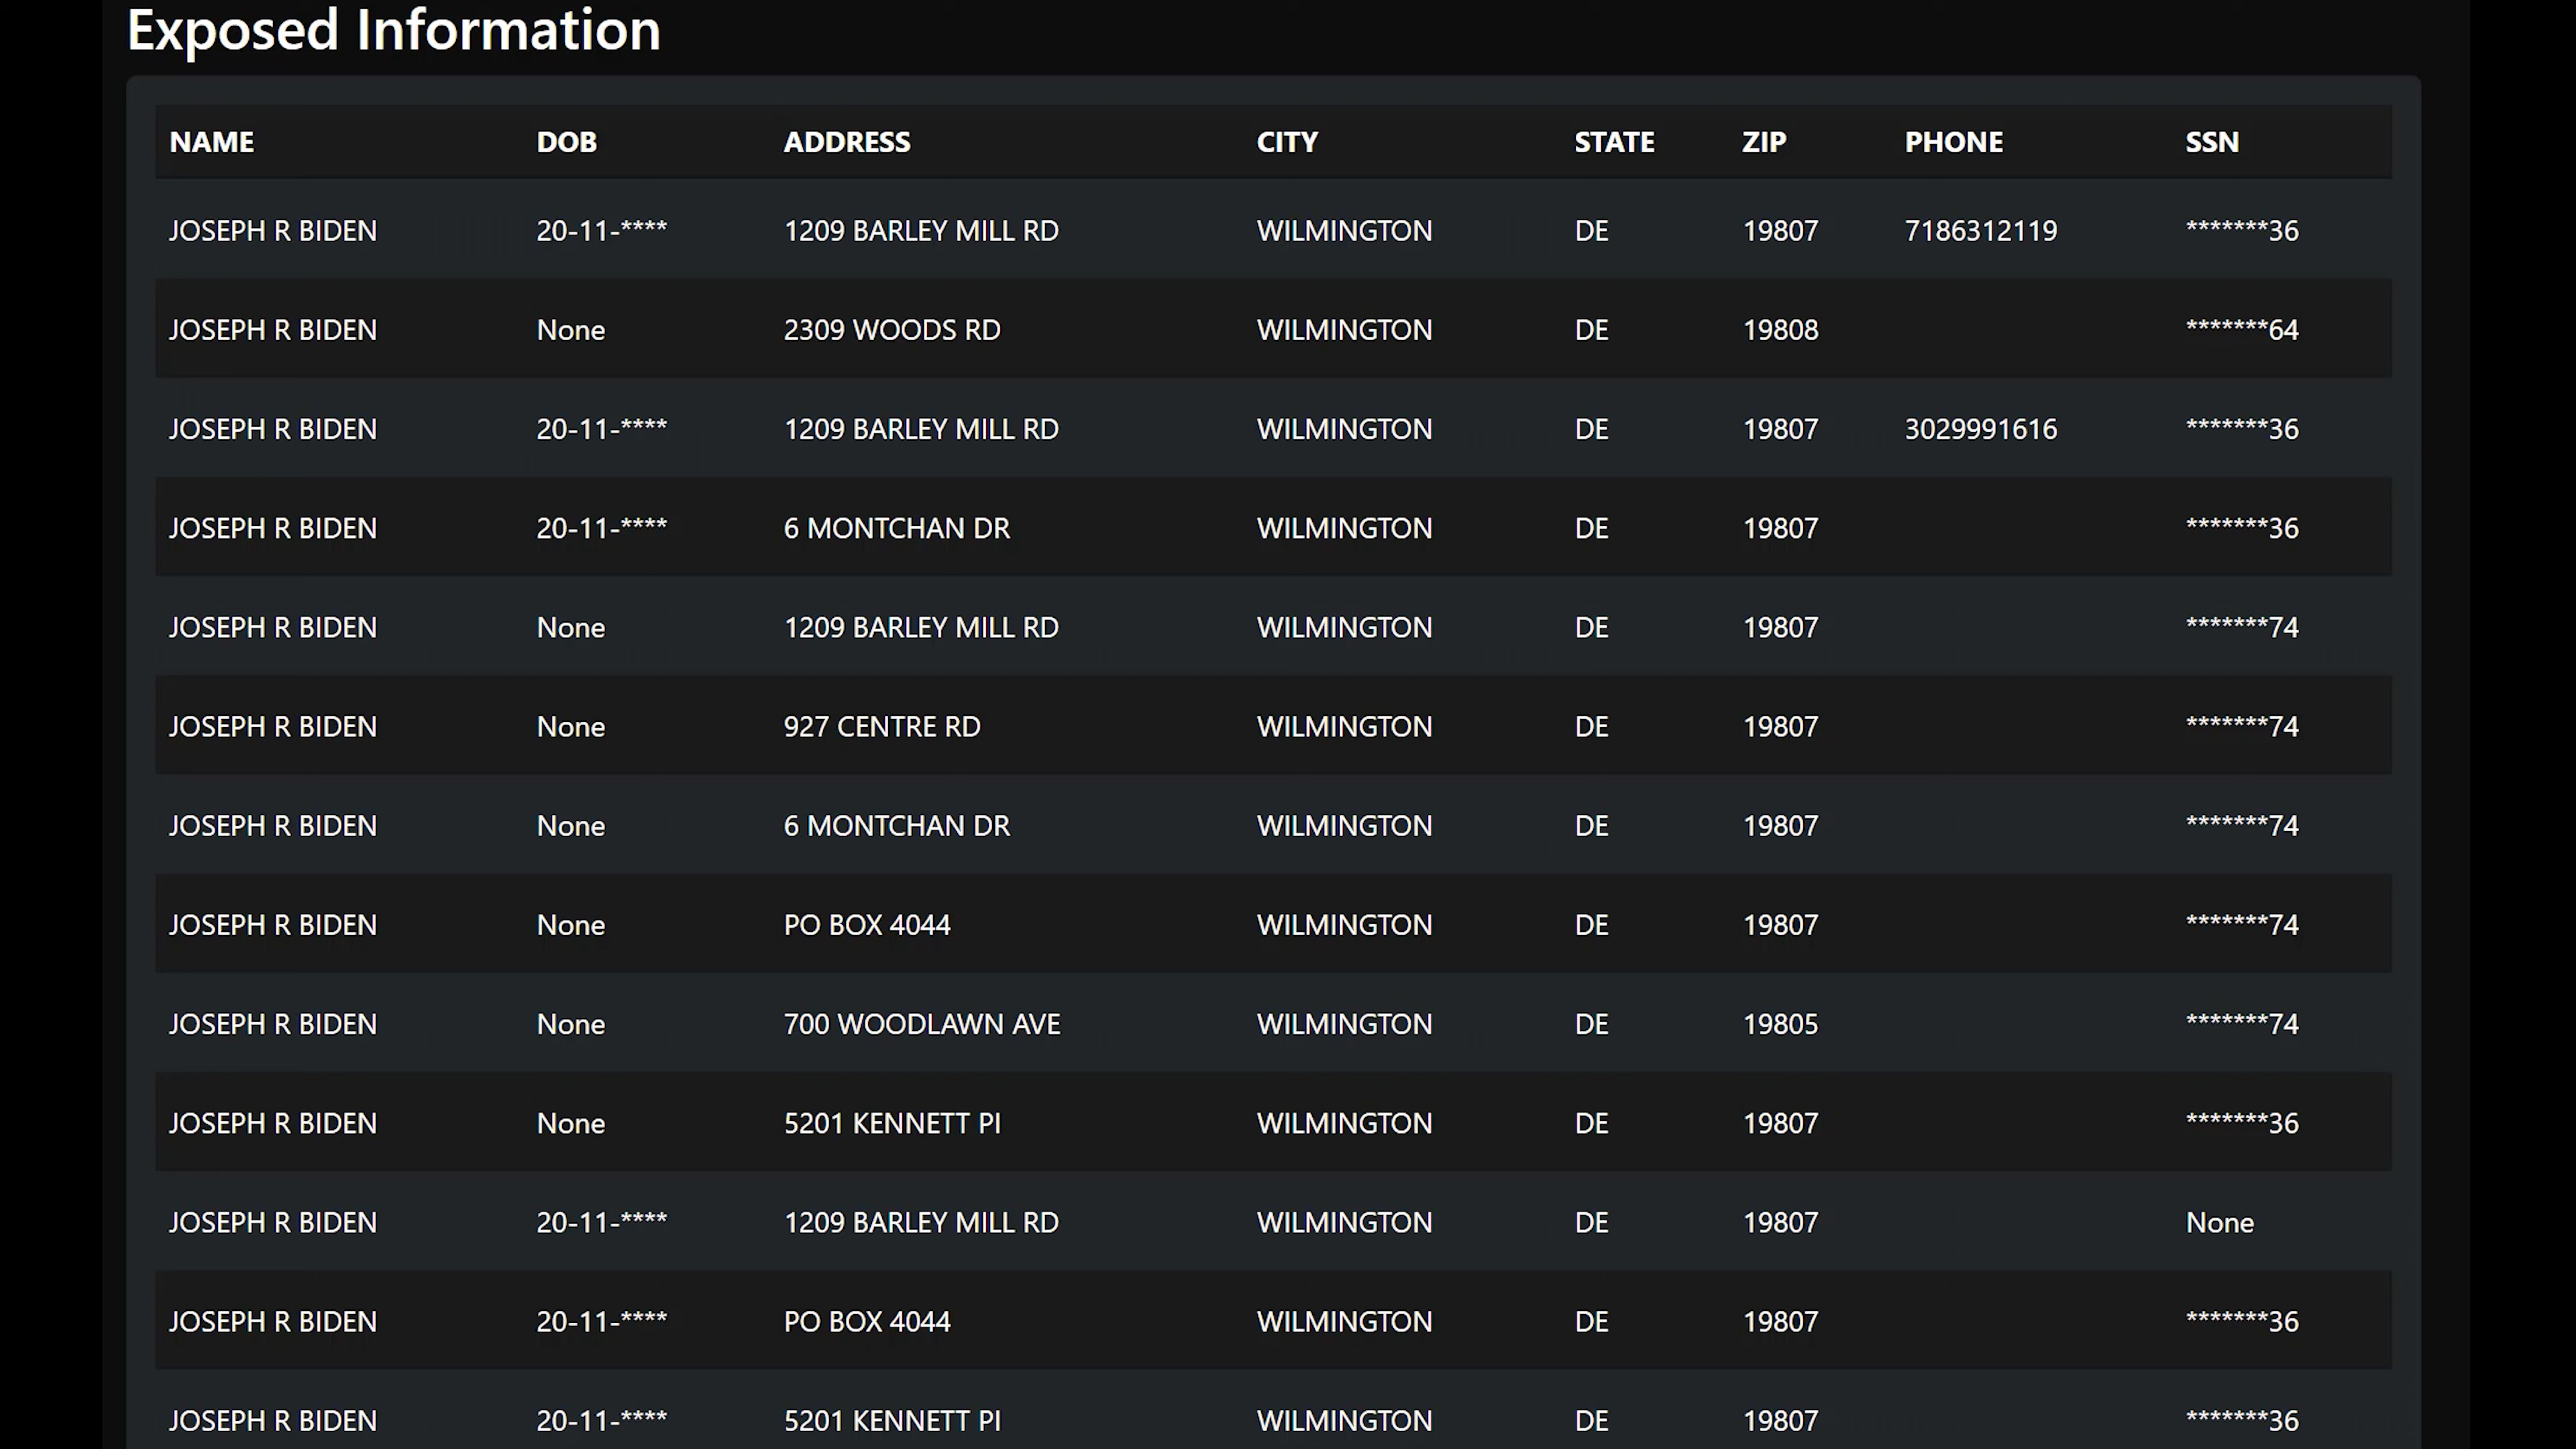 Exposed Information
NAME DOB ADDRESS CITY STATE ZIP PHONE SSN
JOSEPH R BIDEN 20-11-**** 1209 BARLEY MILL RD WILMINGTON DE 19807 7186312119 *******36
JOSEPH R BIDEN None 2309 WOODS RD WILMINGTON DE 19808 *******64
JOSEPH R BIDEN 20-11-**** 1209 BARLEY MILL RD WILMINGTON DE 19807 3029991616 *******36
JOSEPH R BIDEN 20-11-**** 6 MONTCHAN DR WILMINGTON DE 19807 *******36
JOSEPH R BIDEN None 1209 BARLEY MILL RD WILMINGTON DE 19807 *******74
JOSEPH R BIDEN None 927 CENTRE RD WILMINGTON DE 19807 *******74
JOSEPH R BIDEN None 6 MONTCHAN DR WILMINGTON DE 19807 *******74
JOSEPH R BIDEN None PO BOX 4044 WILMINGTON DE 19807 *******74
JOSEPH R BIDEN None 700 WOODLAWN AVE WILMINGTON DE 19805 *******74
JOSEPH R BIDEN None 5201 KENNETT PI WILMINGTON DE 19807 *******36
JOSEPH R BIDEN 20-11-**** 1209 BARLEY MILL RD WILMINGTON DE 19807 None
JOSEPH R BIDEN 20-11-**** PO BOX 4044 WILMINGTON DE 19807 *******36
JOSEPH R BIDEN 20-11-**** 5201 KENNETT PI WILMINGTON DE 19807 *******36